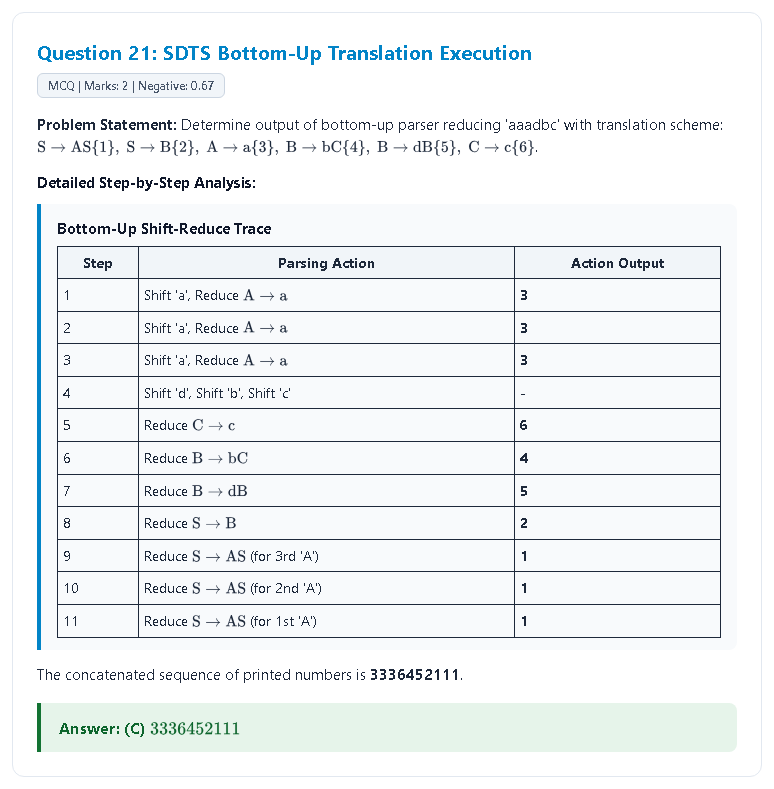 Question 21: SDTS Bottom-Up Translation Execution
MCQ | Marks: 2 | Negative: 0.67
Problem Statement: Determine output of bottom-up parser reducing 'aaadbc' with translation scheme:
S → AS{1}, S → B{2}, A → a{3}, B → bC{4}, B → dB{5}, C → c{6}.
Detailed Step-by-Step Analysis:
Bottom-Up Shift-Reduce Trace
Step Parsing Action Action Output
1 Shift 'a', Reduce A → a 3
2 Shift 'a', Reduce A → a 3
3 Shift 'a', Reduce A → a 3
4 Shift 'd', Shift 'b', Shift 'c' -
5 Reduce C → c 6
6 Reduce B → bC 4
7 Reduce B → dB 5
8 Reduce S → B 2
9 Reduce S → AS (for 3rd 'A') 1
10 Reduce S → AS (for 2nd 'A') 1
11 Reduce S → AS (for 1st 'A') 1
The concatenated sequence of printed numbers is 3336452111.
Answer: (C) 3336452111